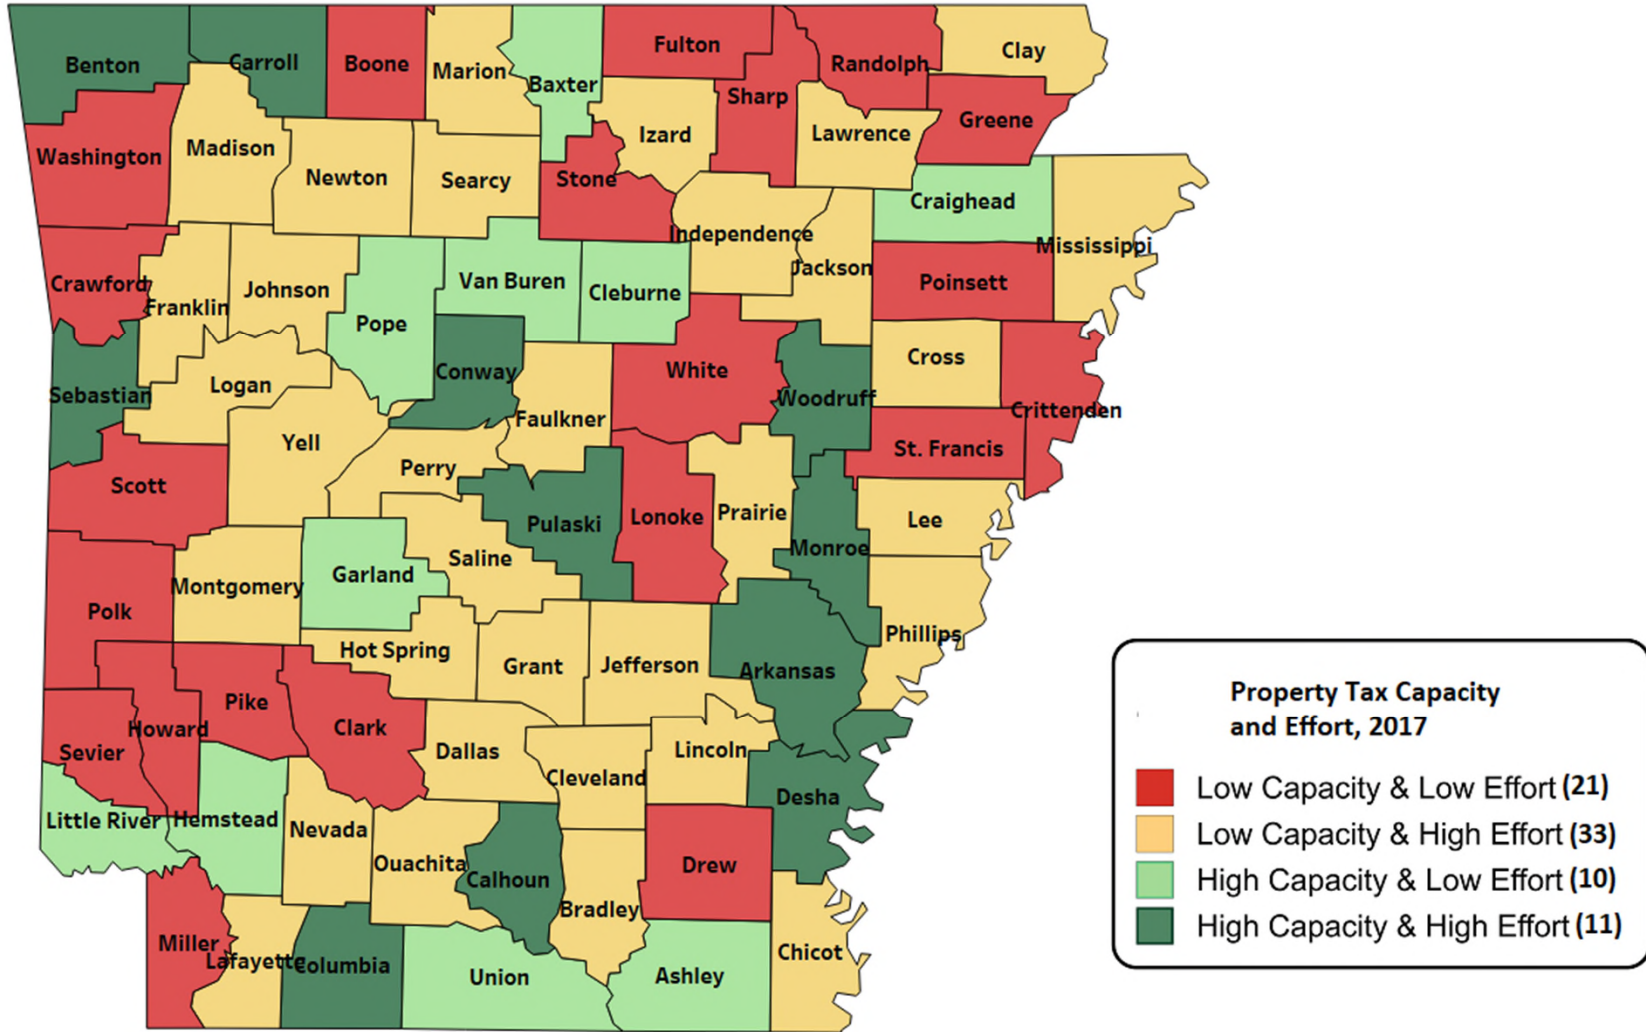 Benton
Carroll
Boone
Marion
Baxter
Fulton
Sharp
Randolph
Clay
Washington
Madison
Newton
Searcy
Stone
Izard
Lawrence
Greene
Independence
Jackson
Craighead
Mississippi
Crawford
Franklin
Johnson
Pope
Van Buren
Cleburne
Poinsett
Sebastian
Logan
Conway
Faulkner
White
Woodruff
Cross
Crittenden
Yell
Perry
St. Francis
Scott
Pulaski
Lonoke
Prairie
Monroe
Lee
Saline
Garland
Montgomery
Polk
Hot Spring
Grant
Jefferson
Arkansas
Phillips
Pike
Howard
Sevier
Clark
Dallas
Cleveland
Lincoln
Desha
Little River
Hemstead
Nevada
Ouachita
Calhoun
Bradley
Drew
Miller
Lafayette
Columbia
Union
Ashley
Chicot
Property Tax Capacity
and Effort, 2017
Low Capacity & Low Effort (21)
Low Capacity & High Effort (33)
High Capacity & Low Effort (10)
High Capacity & High Effort (11)